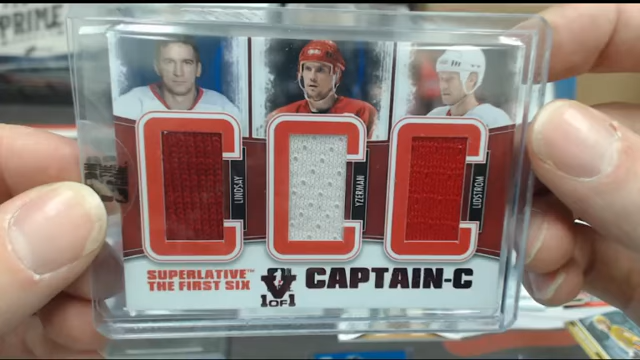 PRIME
LINDSAY
YZERMAN
LIDSTROM
SUPERLATIVE™
THE FIRST SIX
V
1OF1
CAPTAIN-C